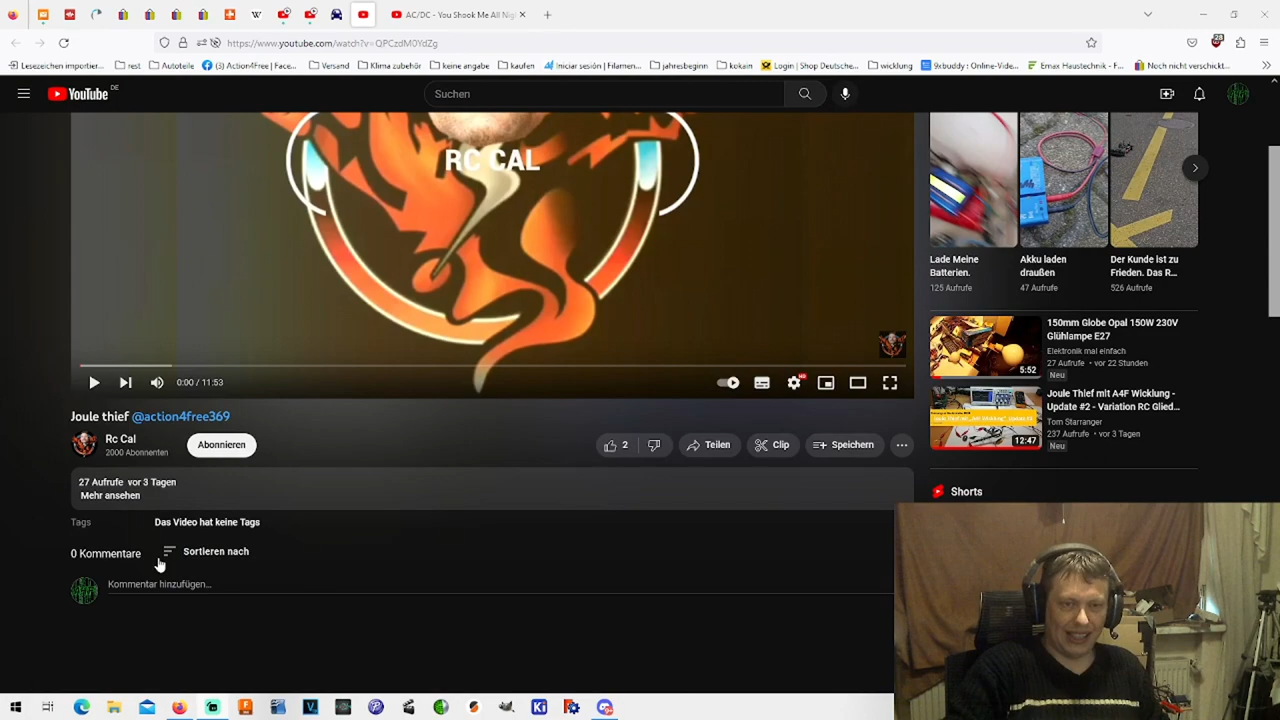 AC/DC - You Shook Me All Nig
https://www.youtube.com/watch?v=QPCzdM0YdZg
Lesezeichen importier...
rest
Autoteile
(3) Action4Free | Face...
Versand
Klima zubehör
keine angabe
kaufen
Iniciar sesión | Filamen...
jahresbeginn
kokain
Login | Shop Deutsche...
wicklung
9xbuddy : Online-Vide...
Emax Haustechnik - F...
Noch nicht verschickt...
YouTube DE
Suchen
RC CAL
Lade Meine
Batterien.
125 Aufrufe
Akku laden
draußen
47 Aufrufe
Der Kunde ist zu
Frieden. Das R...
526 Aufrufe
150mm Globe Opal 150W 230V
Glühlampe E27
Elektronik mal einfach
27 Aufrufe • vor 22 Stunden
Neu
5:52
Joule Thief mit A4F Wicklung -
Update #2 - Variation RC Glied...
Tom Starranger
237 Aufrufe • vor 3 Tagen
Neu
12:47
0:00 / 11:53
HD
Joule thief @action4free369
Rc Cal
2000 Abonnenten
Abonnieren
2
Teilen
Clip
Speichern
27 Aufrufe vor 3 Tagen
Mehr ansehen
Shorts
Tags
Das Video hat keine Tags
0 Kommentare
Sortieren nach
Kommentar hinzufügen...